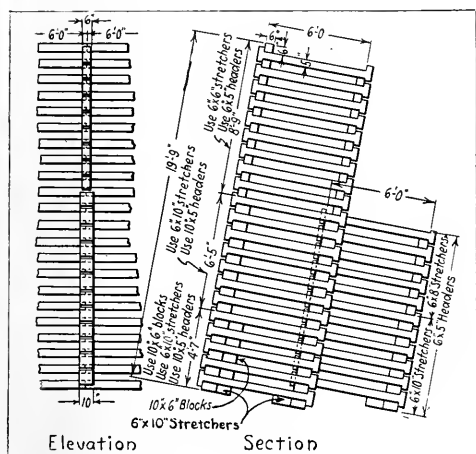 6"
6'-0" 6'-0"
10"
19'-9"
Use 10"x6" blocks
Use 6"x10" stretchers
Use 10"x5" headers
4'-7"
Use 6"x10" stretchers
Use 10"x5" headers
6'-5"
Use 6"x6" stretchers
Use 6"x5" headers
8'-9"
6'-0
6"
6"
5"
6'-0"
6"x10" Stretchers
6"x8" Stretchers
6"x5" Headers
10"x6" Blocks
6"x10" Stretchers
Elevation Section